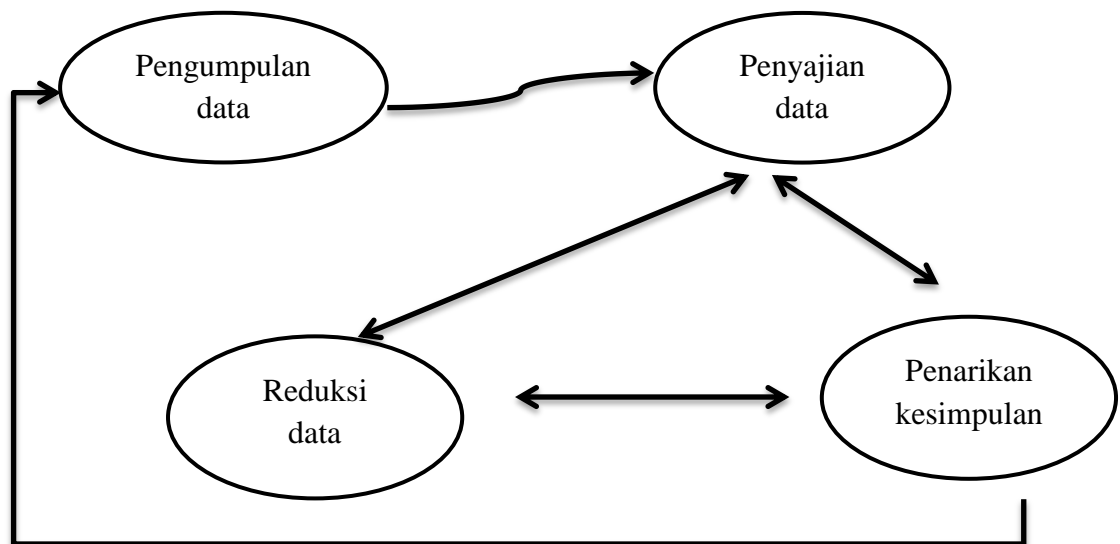 Pengumpulan
data
Penyajian
data
Reduksi
data
Penarikan
kesimpulan